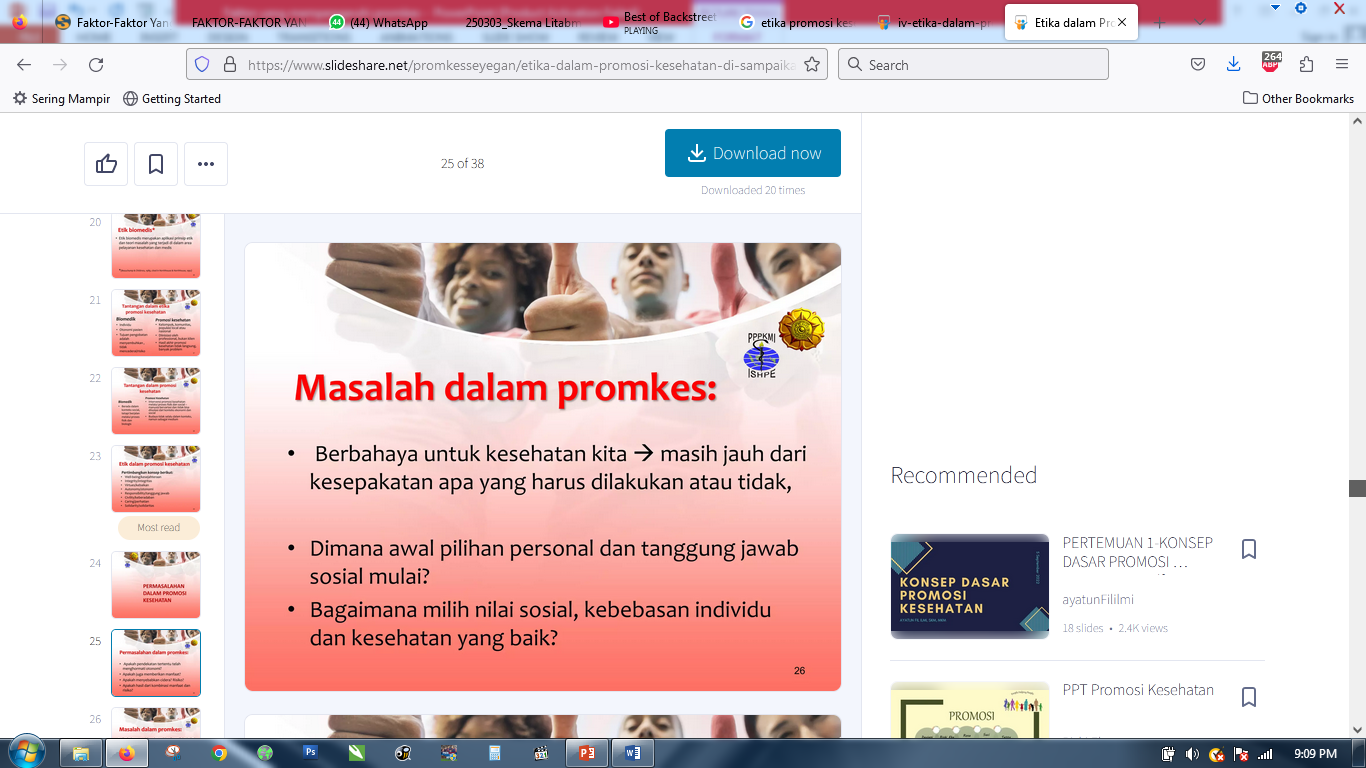 Faktor-Faktor Yan
FAKTOR-FAKTOR YAN
(44) WhatsApp
250303_Skema Litabm
Best of Backstreet
PLAYING
etika promosi kes
iv-etika-dalam-pr
Etika dalam Pro
https://www.slideshare.net/promkesseyegan/etika-dalam-promosi-kesehatan-di-sampaika
Search
264
ABP
Sering Mampir
Getting Started
Other Bookmarks
25 of 38
Download now
Downloaded 20 times
20
Etik biomedis*
21
Tantangan dalam etika
promosi kesehatan
Biomedik
Promosi kesehatan
22
Tantangan dalam promosi
kesehatan
23
Etik dalam promosi kesehatan
Most read
24
PERMASALAHAN
DALAM PROMOSI
KESEHATAN
25
Permasalahan dalam promkes:
26
Masalah dalam promkes:
PPPKMI
ISHPE
Masalah dalam promkes:
• Berbahaya untuk kesehatan kita → masih jauh dari
kesepakatan apa yang harus dilakukan atau tidak,
• Dimana awal pilihan personal dan tanggung jawab
sosial mulai?
• Bagaimana milih nilai sosial, kebebasan individu
dan kesehatan yang baik?
26
Recommended
KONSEP DASAR
PROMOSI
KESEHATAN
PERTEMUAN 1-KONSEP
DASAR PROMOSI ...
ayatunFililmi
18 slides • 2.4K views
PROMOSI
PPT Promosi Kesehatan
9:09 PM